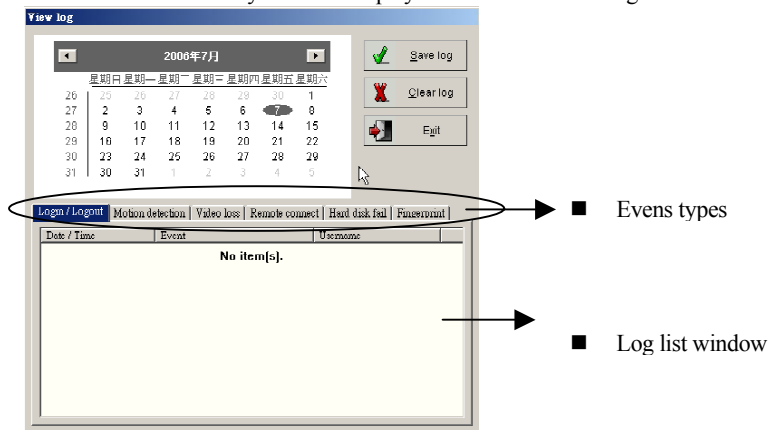 View log
2006年7月
Save log
星期日 星期一 星期二 星期三 星期四 星期五 星期六
26 25 26 27 28 29 30 1
27 2 3 4 5 6 7 8
Clear log
28 9 10 11 12 13 14 15
Exit
29 16 17 18 19 20 21 22
30 23 24 25 26 27 28 29
31 30 31 1 2 3 4 5
Login / Logout Motion detection Video loss Remote connect Hard disk fail Fingerprint
Evens types
Date / Time Event Username
No item(s).
Log list window